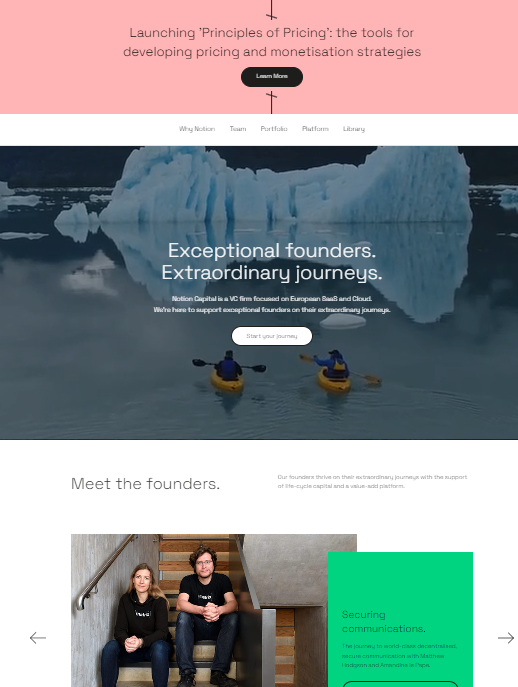 Launching 'Principles of Pricing': the tools for
developing pricing and monetisation strategies
Learn More
Why Notion Team Portfolio Platform Library
Exceptional founders.
Extraordinary journeys.
Notion Capital is a VC firm focused on European SaaS and Cloud.
We're here to support exceptional founders on their extraordinary journeys.
Start your journey
Meet the founders.
Our founders thrive on their extraordinary journeys with the support
of life-cycle capital and a value-add platform.
Securing
communications.
The journey to world-class decentralised,
secure communication with Matthew
Hodgson and Amandine le Pape.